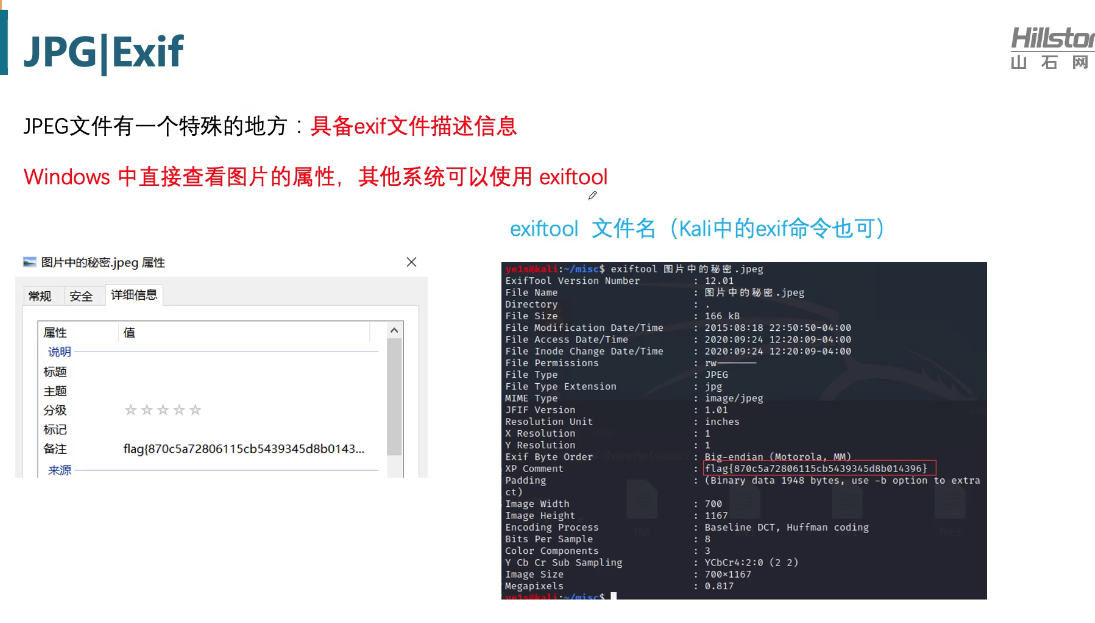 JPG|Exif
Hillstor
山石网
JPEG文件有一个特殊的地方：具备exif文件描述信息
Windows 中直接查看图片的属性，其他系统可以使用 exiftool
exiftool 文件名（Kali中的exif命令也可）
图片中的秘密.jpeg 属性
常规 安全 详细信息
属性 值
说明
标题
主题
分级 ☆☆☆☆☆
标记
备注 flag{870c5a72806115cb5439345d8b0143...
来源
ye1s@kali:~/misc$ exiftool 图片中的秘密.jpeg
ExifTool Version Number : 12.01
File Name : 图片中的秘密.jpeg
Directory : .
File Size : 166 kB
File Modification Date/Time : 2015:08:18 22:50:50-04:00
File Access Date/Time : 2020:09:24 12:20:09-04:00
File Inode Change Date/Time : 2020:09:24 12:20:09-04:00
File Permissions : rw-------
File Type : JPEG
File Type Extension : jpg
MIME Type : image/jpeg
JFIF Version : 1.01
Resolution Unit : inches
X Resolution : 1
Y Resolution : 1
Exif Byte Order : Big-endian (Motorola, MM)
XP Comment : flag{870c5a72806115cb5439345d8b014396}
Padding : (Binary data 1948 bytes, use -b option to extra
ct)
Image Width : 700
Image Height : 1167
Encoding Process : Baseline DCT, Huffman coding
Bits Per Sample : 8
Color Components : 3
Y Cb Cr Sub Sampling : YCbCr4:2:0 (2 2)
Image Size : 700×1167
Megapixels : 0.817
ye1s@kali:~/misc$